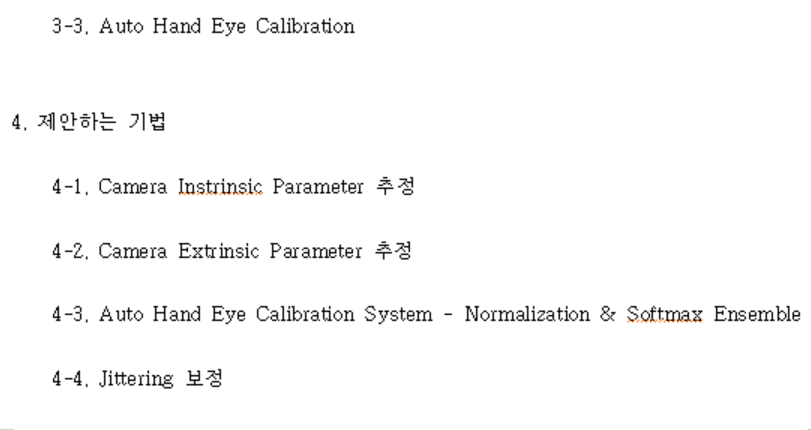 3-3. Auto Hand Eye Calibration
4. 제안하는 기법
4-1. Camera Instrinsic Parameter 추정
4-2. Camera Extrinsic Parameter 추정
4-3. Auto Hand Eye Calibration System - Normalization & Softmax Ensemble
4-4. Jittering 보정